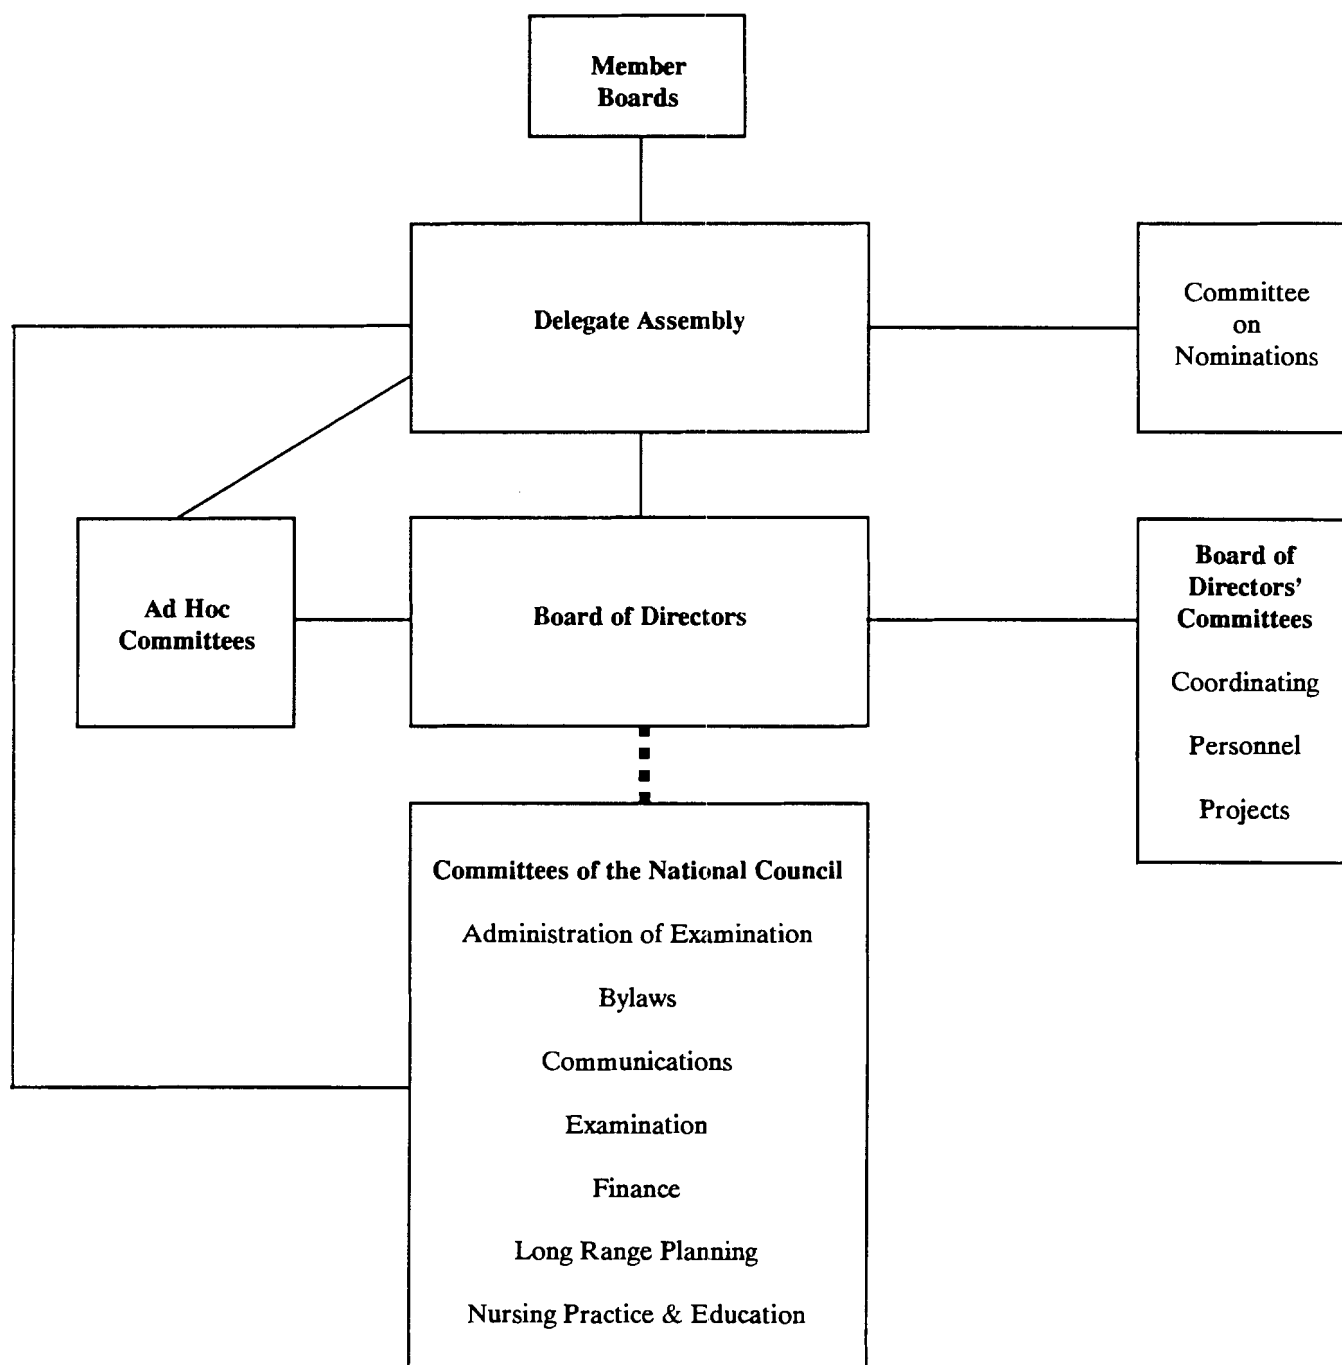 Member
Boards
Delegate Assembly
Committee
on
Nominations
Ad Hoc
Committees
Board of Directors
Board of
Directors'
Committees
Coordinating
Personnel
Projects
Committees of the National Council
Administration of Examination
Bylaws
Communications
Examination
Finance
Long Range Planning
Nursing Practice & Education